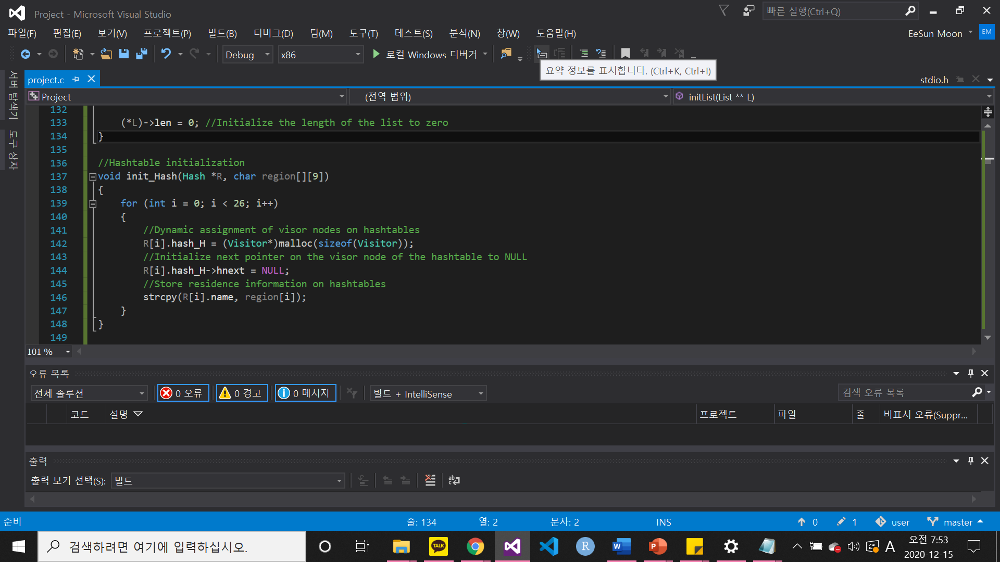 Project - Microsoft Visual Studio
빠른 실행(Ctrl+Q)
파일(F) 편집(E) 보기(V) 프로젝트(P) 빌드(B) 디버그(D) 팀(M) 도구(T) 테스트(S) 분석(N) 창(W) 도움말(H)
EeSun Moon EM
Debug x86 로컬 Windows 디버거
요약 정보를 표시합니다. (Ctrl+K, Ctrl+I)
서버 탐색기
도구 상자
project.c
stdio.h
Project (전역 범위) initList(List ** L)
132
133 (*L)->len = 0; //Initialize the length of the list to zero
134 }
135
136 //Hashtable initialization
137 void init_Hash(Hash *R, char region[][9])
138 {
139 for (int i = 0; i < 26; i++)
140 {
141 //Dynamic assignment of visor nodes on hashtables
142 R[i].hash_H = (Visitor*)malloc(sizeof(Visitor));
143 //Initialize next pointer on the visor node of the hashtable to NULL
144 R[i].hash_H->hnext = NULL;
145 //Store residence information on hashtables
146 strcpy(R[i].name, region[i]);
147 }
148 }
149
101 %
오류 목록
전체 솔루션 0 오류 0 경고 0 메시지 빌드 + IntelliSense 검색 오류 목록
코드 설명 프로젝트 파일 줄 비표시 오류(Suppr...
출력
출력 보기 선택(S): 빌드
준비 줄: 134 열: 2 문자: 2 INS 0 1 user master
검색하려면 여기에 입력하십시오.
TALK
R
W
P
A
오전 7:53
2020-12-15